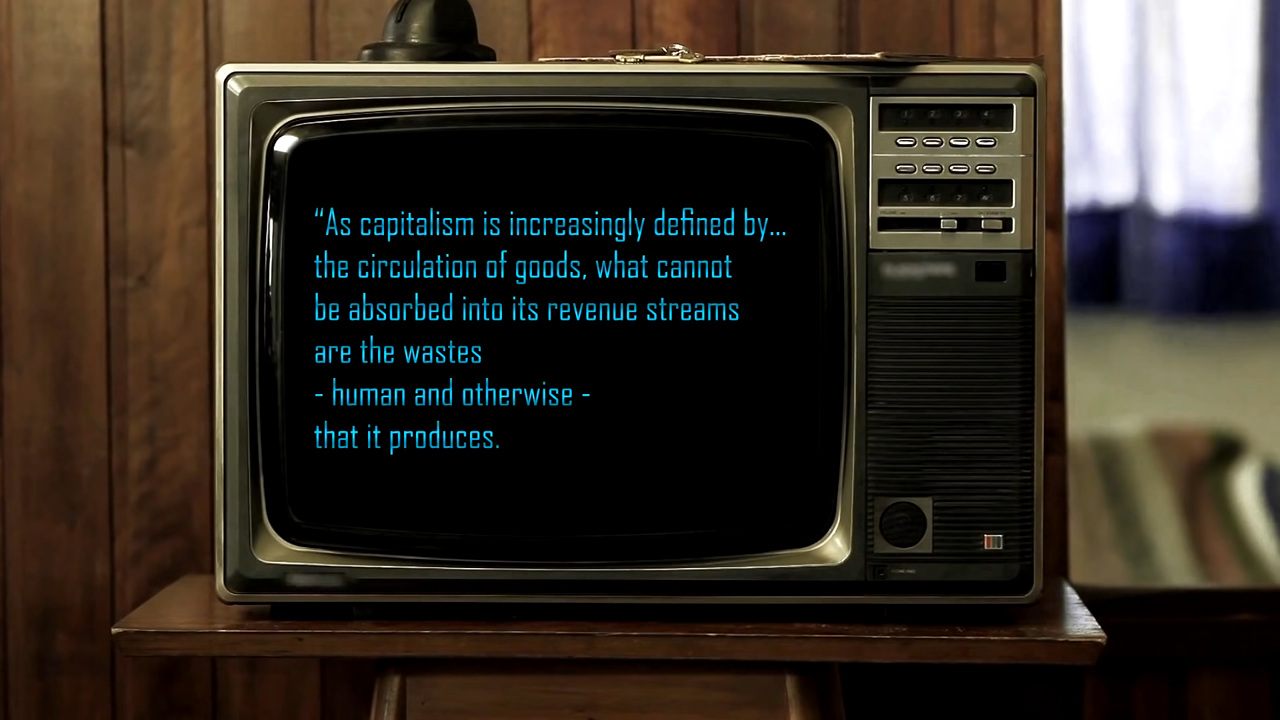 “As capitalism is increasingly defined by...
the circulation of goods, what cannot
be absorbed into its revenue streams
are the wastes
- human and otherwise -
that it produces.